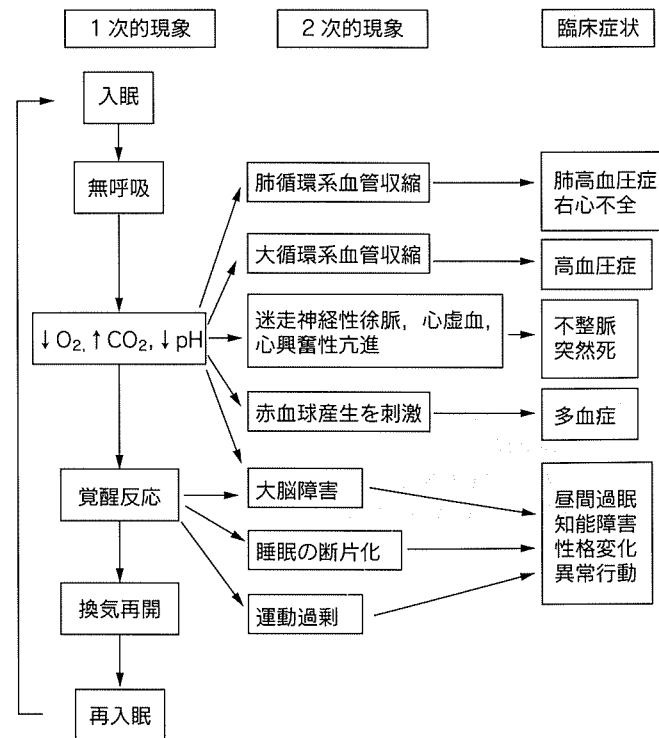 1次的現象
2次的現象
臨床症状
入眠
無呼吸
肺循環系血管収縮
肺高血圧症
右心不全
大循環系血管収縮
高血圧症
↓O₂, ↑CO₂, ↓pH
迷走神経性徐脈，心虚血，
心興奮性亢進
不整脈
突然死
赤血球産生を刺激
多血症
覚醒反応
大脳障害
昼間過眠
知能障害
性格変化
異常行動
睡眠の断片化
換気再開
運動過剰
再入眠